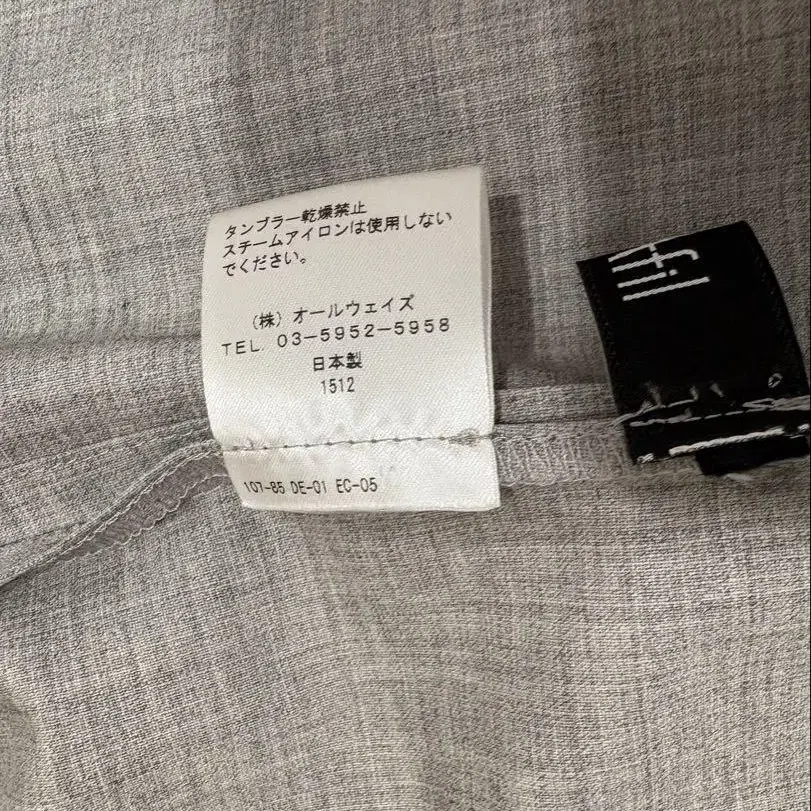 タンブラー乾燥禁止
スチームアイロンは使用しない
でください。
(株)オールウェイズ
TEL. 03-5952-5958
日本製
1512
107-85 DE-01 EC-05